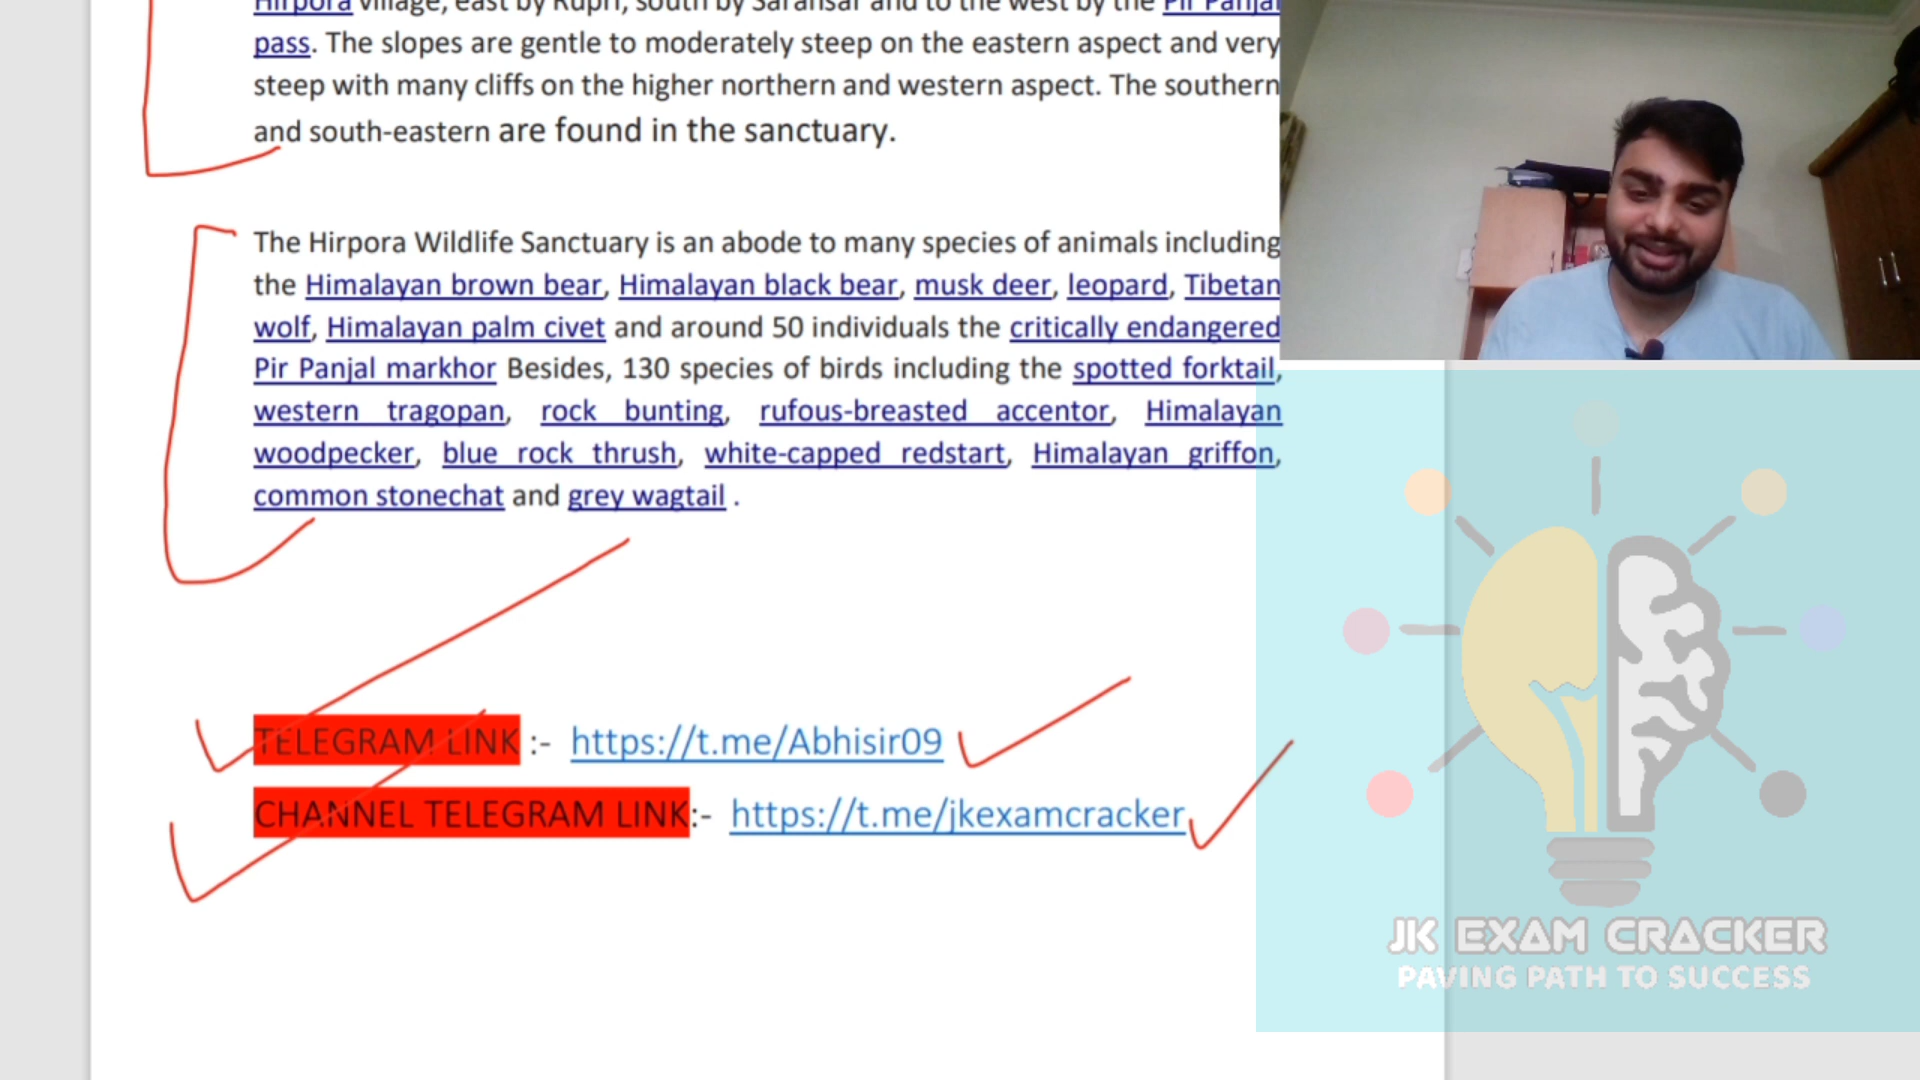 Hirpora village, east by Rupri, south by Saransar and to the west by the Pir Panjal
pass. The slopes are gentle to moderately steep on the eastern aspect and very
steep with many cliffs on the higher northern and western aspect. The southern
and south-eastern are found in the sanctuary.
The Hirpora Wildlife Sanctuary is an abode to many species of animals including
the Himalayan brown bear, Himalayan black bear, musk deer, leopard, Tibetan
wolf, Himalayan palm civet and around 50 individuals the critically endangered
Pir Panjal markhor Besides, 130 species of birds including the spotted forktail,
western tragopan, rock bunting, rufous-breasted accentor, Himalayan
woodpecker, blue rock thrush, white-capped redstart, Himalayan griffon,
common stonechat and grey wagtail .
TELEGRAM LINK :- https://t.me/Abhisir09
CHANNEL TELEGRAM LINK:- https://t.me/jkexamcracker
JK EXAM CRACKER
PAVING PATH TO SUCCESS